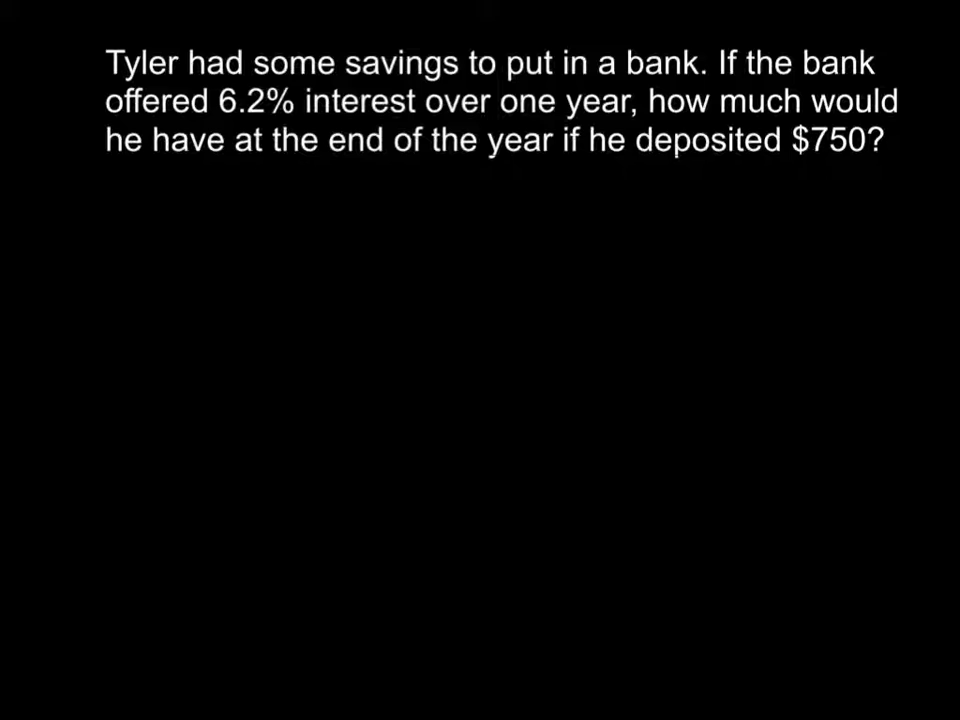 Tyler had some savings to put in a bank. If the bank
offered 6.2% interest over one year, how much would
he have at the end of the year if he deposited $750?